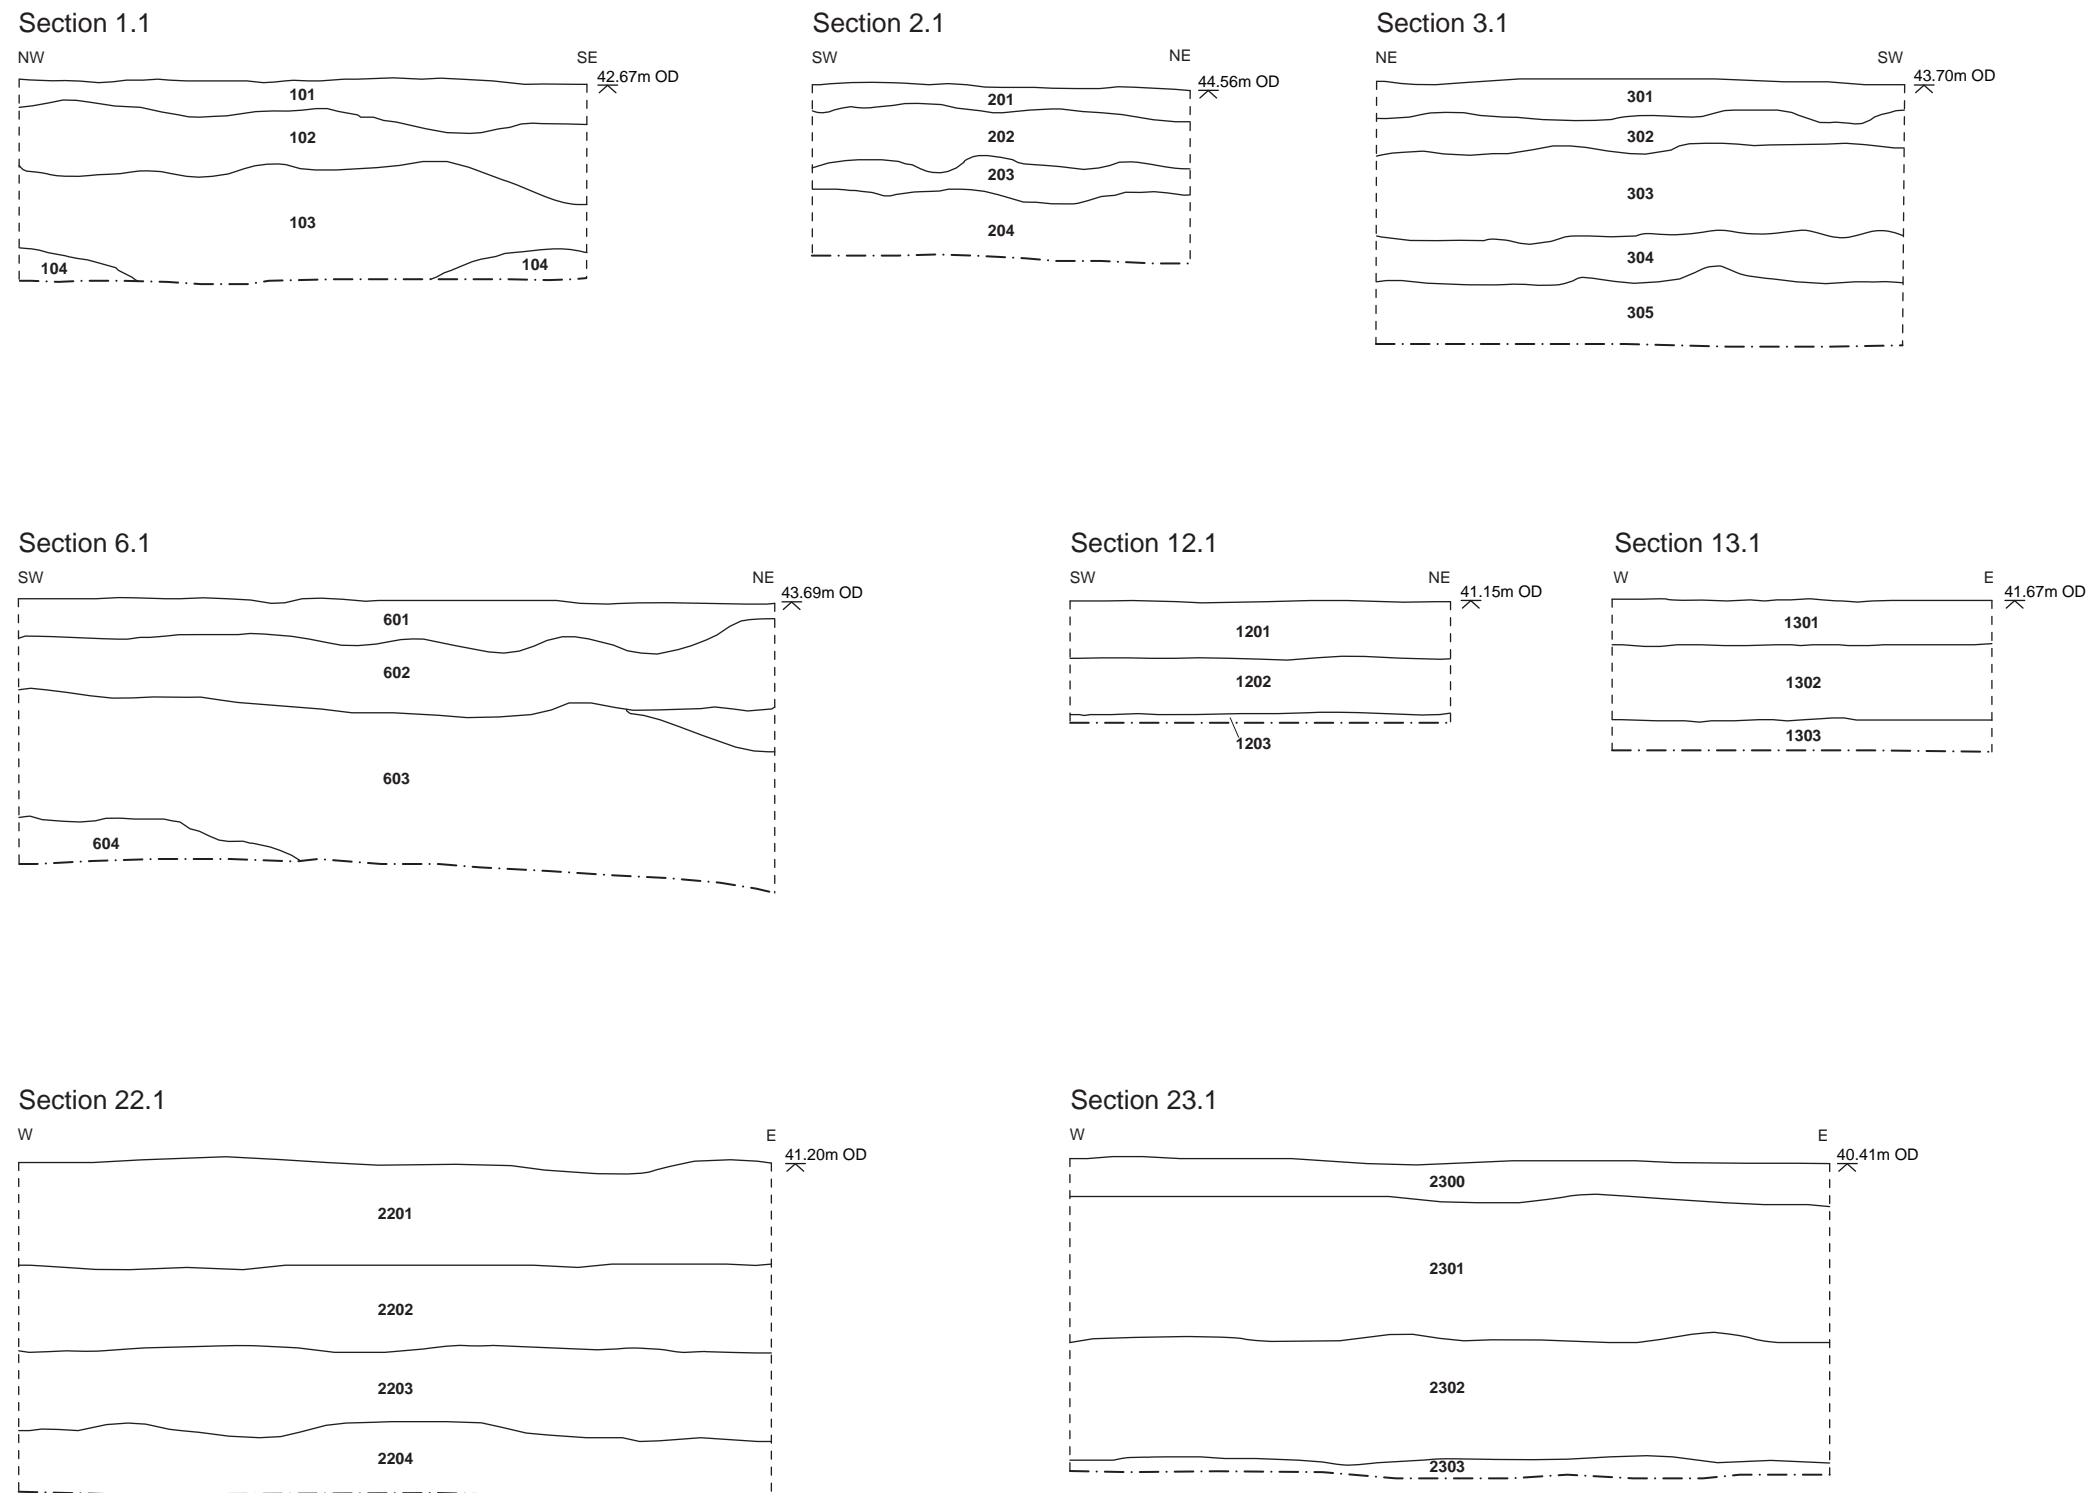 Section 1.1
NW
SE
42.67m OD
101
102
103
104
104
Section 2.1
SW
NE
44.56m OD
201
202
203
204
Section 3.1
NE
SW
43.70m OD
301
302
303
304
305
Section 6.1
SW
NE
43.69m OD
601
602
603
604
Section 12.1
SW
NE
41.15m OD
1201
1202
1203
Section 13.1
W
E
41.67m OD
1301
1302
1303
Section 22.1
W
E
41.20m OD
2201
2202
2203
2204
Section 23.1
W
E
40.41m OD
2300
2301
2302
2303